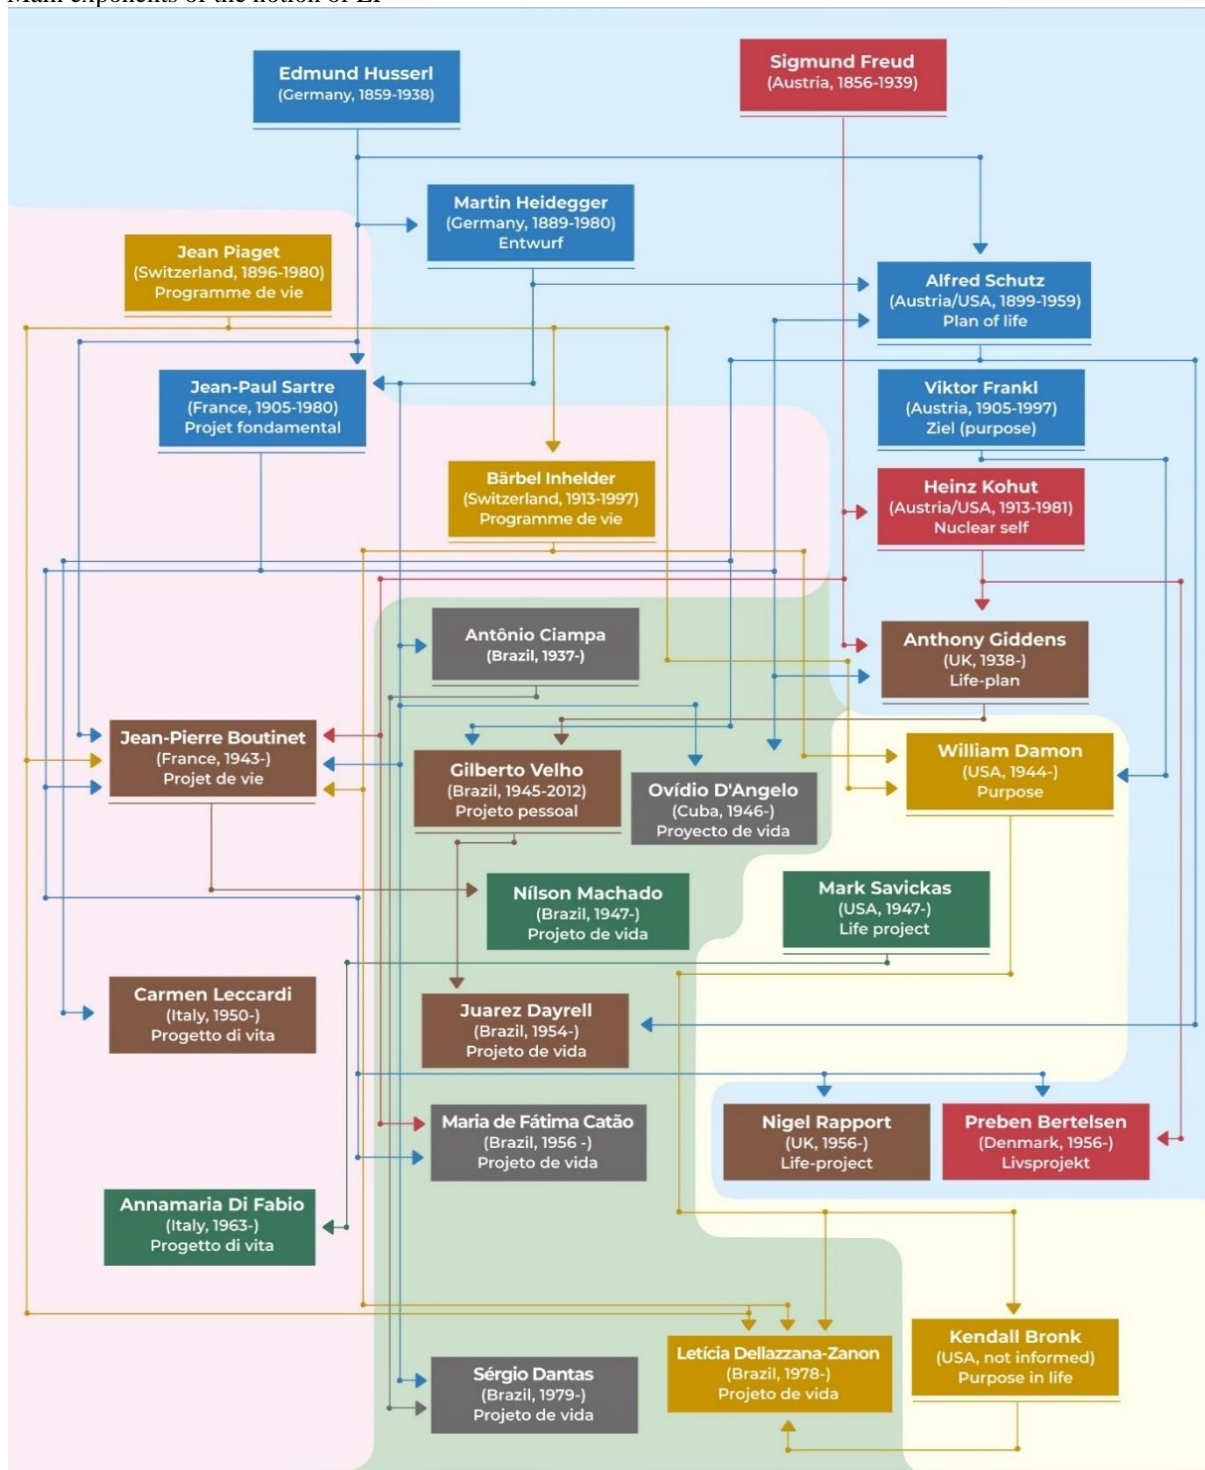 Main exponents of the notion of LP
Edmund Husserl
(Germany, 1859-1938)
Sigmund Freud
(Austria, 1856-1939)
Martin Heidegger
(Germany, 1889-1980)
Entwurf
Jean Piaget
(Switzerland, 1896-1980)
Programme de vie
Alfred Schutz
(Austria/USA, 1899-1959)
Plan of life
Jean-Paul Sartre
(France, 1905-1980)
Projet fondamental
Viktor Frankl
(Austria, 1905-1997)
Ziel (purpose)
Bärbel Inhelder
(Switzerland, 1913-1997)
Programme de vie
Heinz Kohut
(Austria/USA, 1913-1981)
Nuclear self
Antônio Ciampa
(Brazil, 1937-)
Anthony Giddens
(UK, 1938-)
Life-plan
Jean-Pierre Boutinet
(France, 1943-)
Projet de vie
Gilberto Velho
(Brazil, 1945-2012)
Projeto pessoal
Ovídio D'Angelo
(Cuba, 1946-)
Proyecto de vida
William Damon
(USA, 1944-)
Purpose
Nílson Machado
(Brazil, 1947-)
Projeto de vida
Mark Savickas
(USA, 1947-)
Life project
Carmen Leccardi
(Italy, 1950-)
Progetto di vita
Juarez Dayrell
(Brazil, 1954-)
Projeto de vida
Maria de Fátima Catão
(Brazil, 1956 -)
Projeto de vida
Nigel Rapport
(UK, 1956-)
Life-project
Preben Bertelsen
(Denmark, 1956-)
Livsprojekt
Annamaria Di Fabio
(Italy, 1963-)
Progetto di vita
Letícia Dellazzana-Zanon
(Brazil, 1978-)
Projeto de vida
Kendall Bronk
(USA, not informed)
Purpose in life
Sérgio Dantas
(Brazil, 1979-)
Projeto de vida